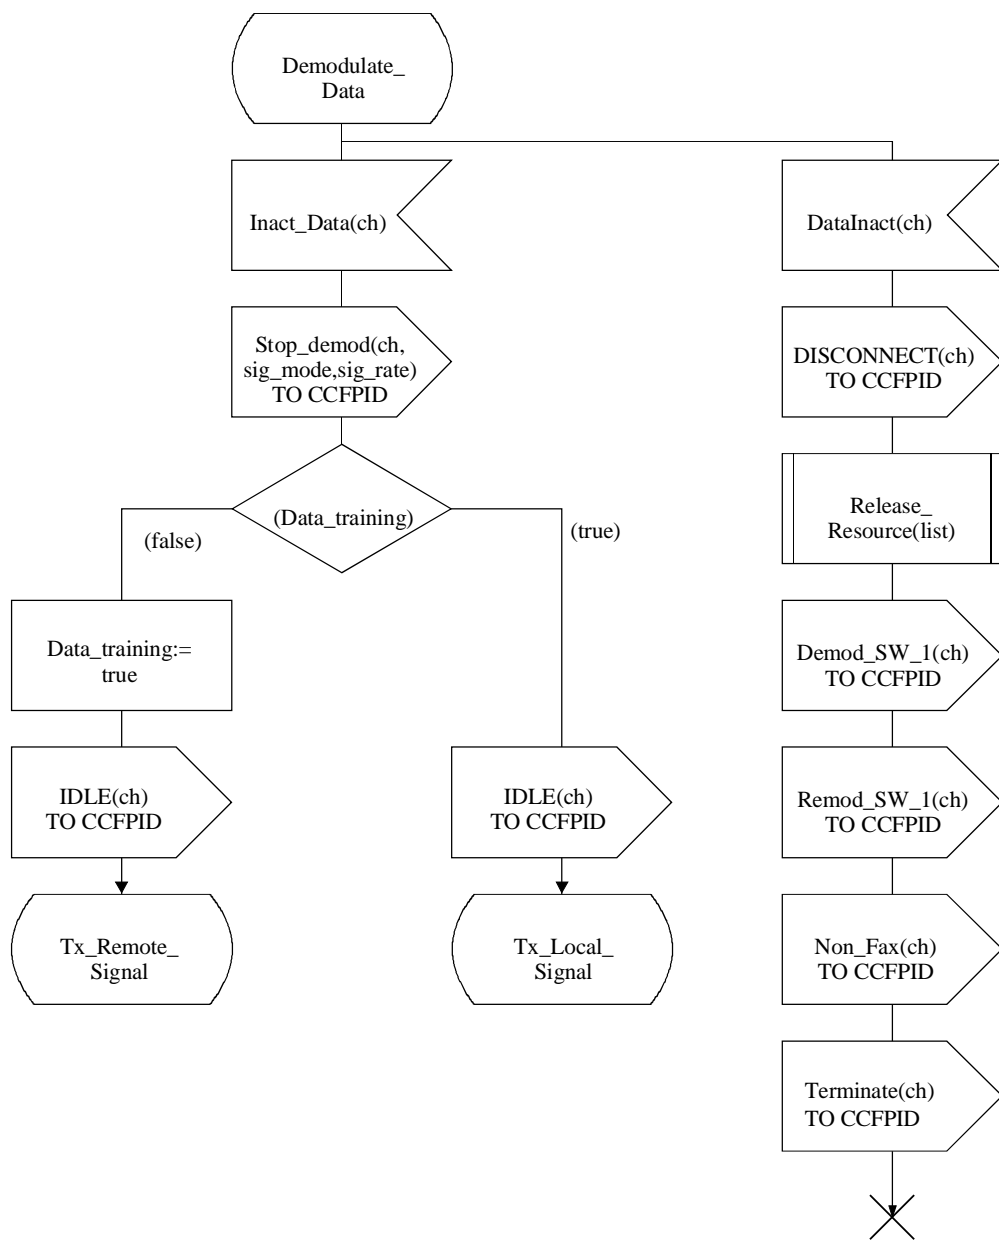 Demodulate_
Data
Inact_Data(ch)
DataInact(ch)
Stop_demod(ch,
sig_mode,sig_rate)
TO CCFPID
DISCONNECT(ch)
TO CCFPID
(Data_training)
(false)
(true)
Release_
Resource(list)
Data_training:=
true
Demod_SW_1(ch)
TO CCFPID
IDLE(ch)
TO CCFPID
IDLE(ch)
TO CCFPID
Remod_SW_1(ch)
TO CCFPID
Tx_Remote_
Signal
Tx_Local_
Signal
Non_Fax(ch)
TO CCFPID
Terminate(ch)
TO CCFPID